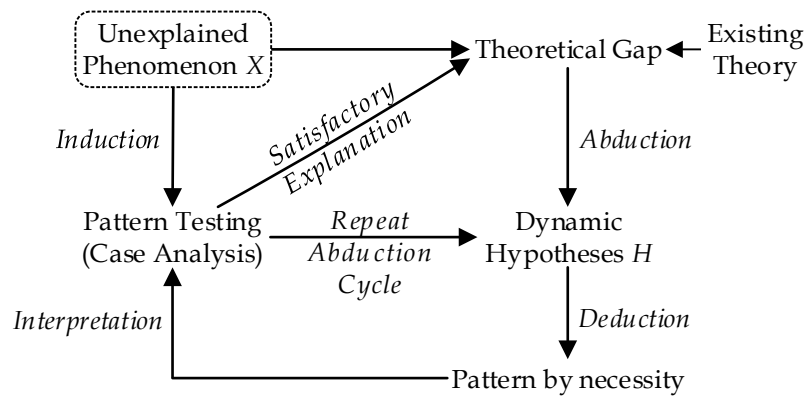 Unexplained
Phenomenon X
Theoretical Gap
Existing
Theory
Induction
Satisfactory
Explanation
Abduction
Pattern Testing
(Case Analysis)
Repeat
Abduction
Cycle
Dynamic
Hypotheses H
Interpretation
Deduction
Pattern by necessity